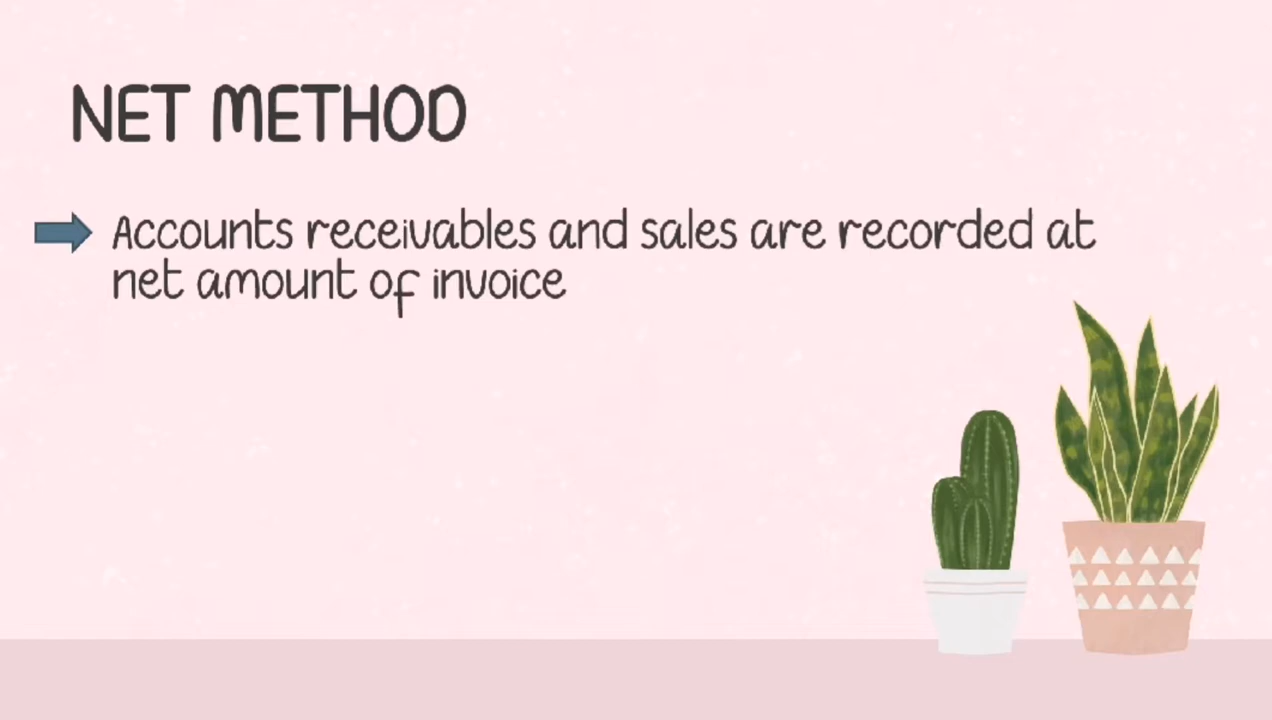 NET METHOD
Accounts receivables and sales are recorded at
net amount of invoice